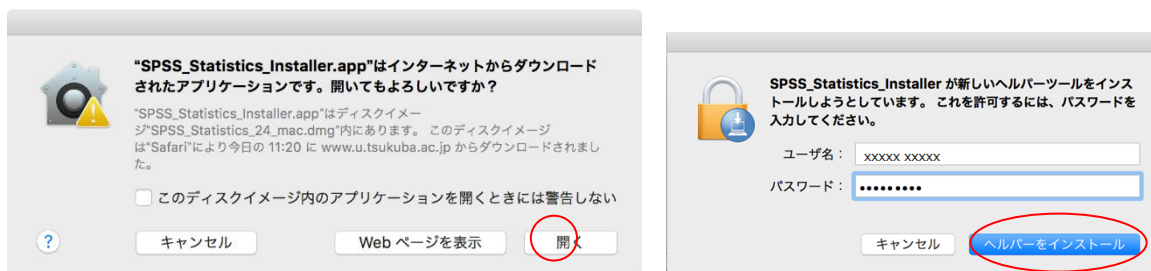 “SPSS_Statistics_Installer.app”はインターネットからダウンロード
されたアプリケーションです。開いてもよろしいですか？
“SPSS_Statistics_Installer.app”はディスクイメー
ジ“SPSS_Statistics_24_mac.dmg”内にあります。このディスクイメージ
は“Safari”により今日の 11:20 に www.u.tsukuba.ac.jp からダウンロードされまし
た。
このディスクイメージ内のアプリケーションを開くときには警告しない
?
キャンセル
Web ページを表示
開く
SPSS_Statistics_Installer が新しいヘルパーツールをインス
トールしようとしています。これを許可するには、パスワードを
入力してください。
ユーザ名：
xxxxx xxxxx
パスワード：
•••••••••
キャンセル
ヘルパーをインストール